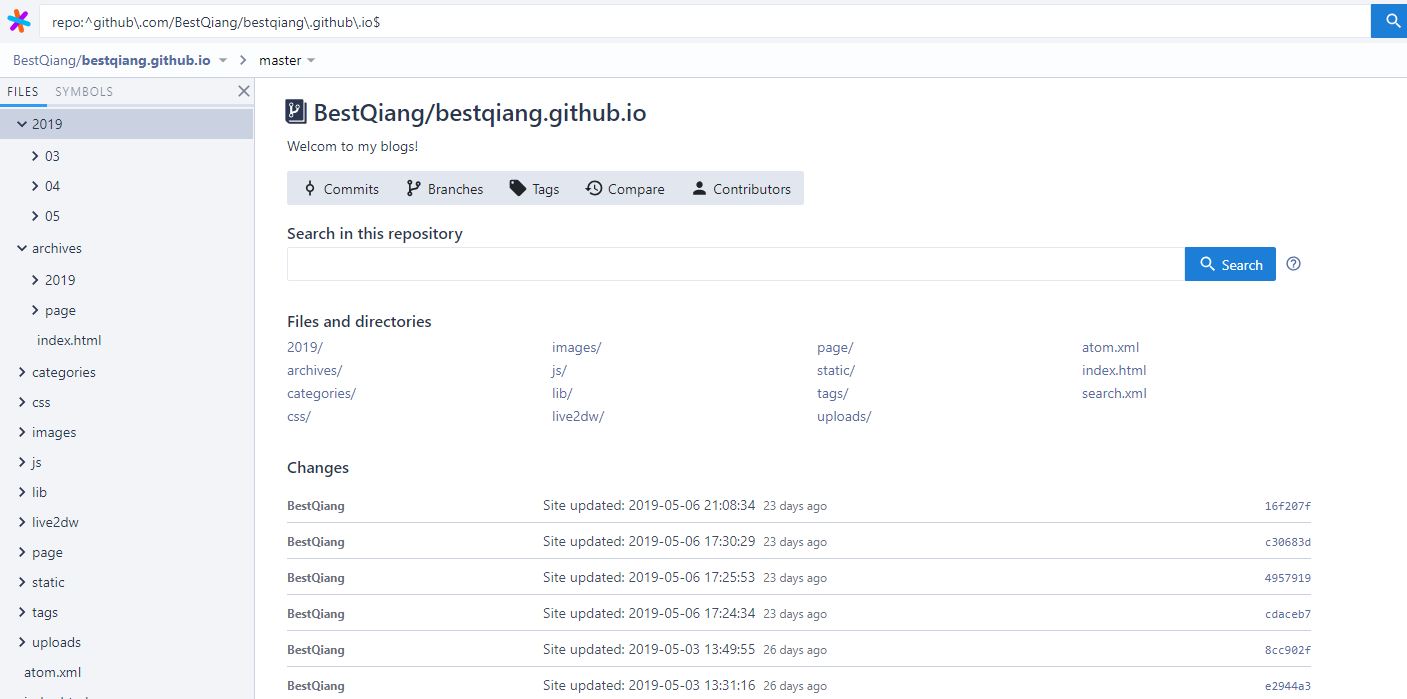 repo:^github\.com/BestQiang/bestqiang\.github\.io$
BestQiang/bestqiang.github.io master
FILES SYMBOLS
2019
03
04
05
archives
2019
page
index.html
categories
css
images
js
lib
live2dw
page
static
tags
uploads
atom.xml
BestQiang/bestqiang.github.io
Welcom to my blogs!
Commits Branches Tags Compare Contributors
Search in this repository
Search
Files and directories
2019/ images/ page/ atom.xml
archives/ js/ static/ index.html
categories/ lib/ tags/ search.xml
css/ live2dw/ uploads/
Changes
BestQiang Site updated: 2019-05-06 21:08:34 23 days ago 16f207f
BestQiang Site updated: 2019-05-06 17:30:29 23 days ago c30683d
BestQiang Site updated: 2019-05-06 17:25:53 23 days ago 4957919
BestQiang Site updated: 2019-05-06 17:24:34 23 days ago cdaceb7
BestQiang Site updated: 2019-05-03 13:49:55 26 days ago 8cc902f
BestQiang Site updated: 2019-05-03 13:31:16 26 days ago e2944a3